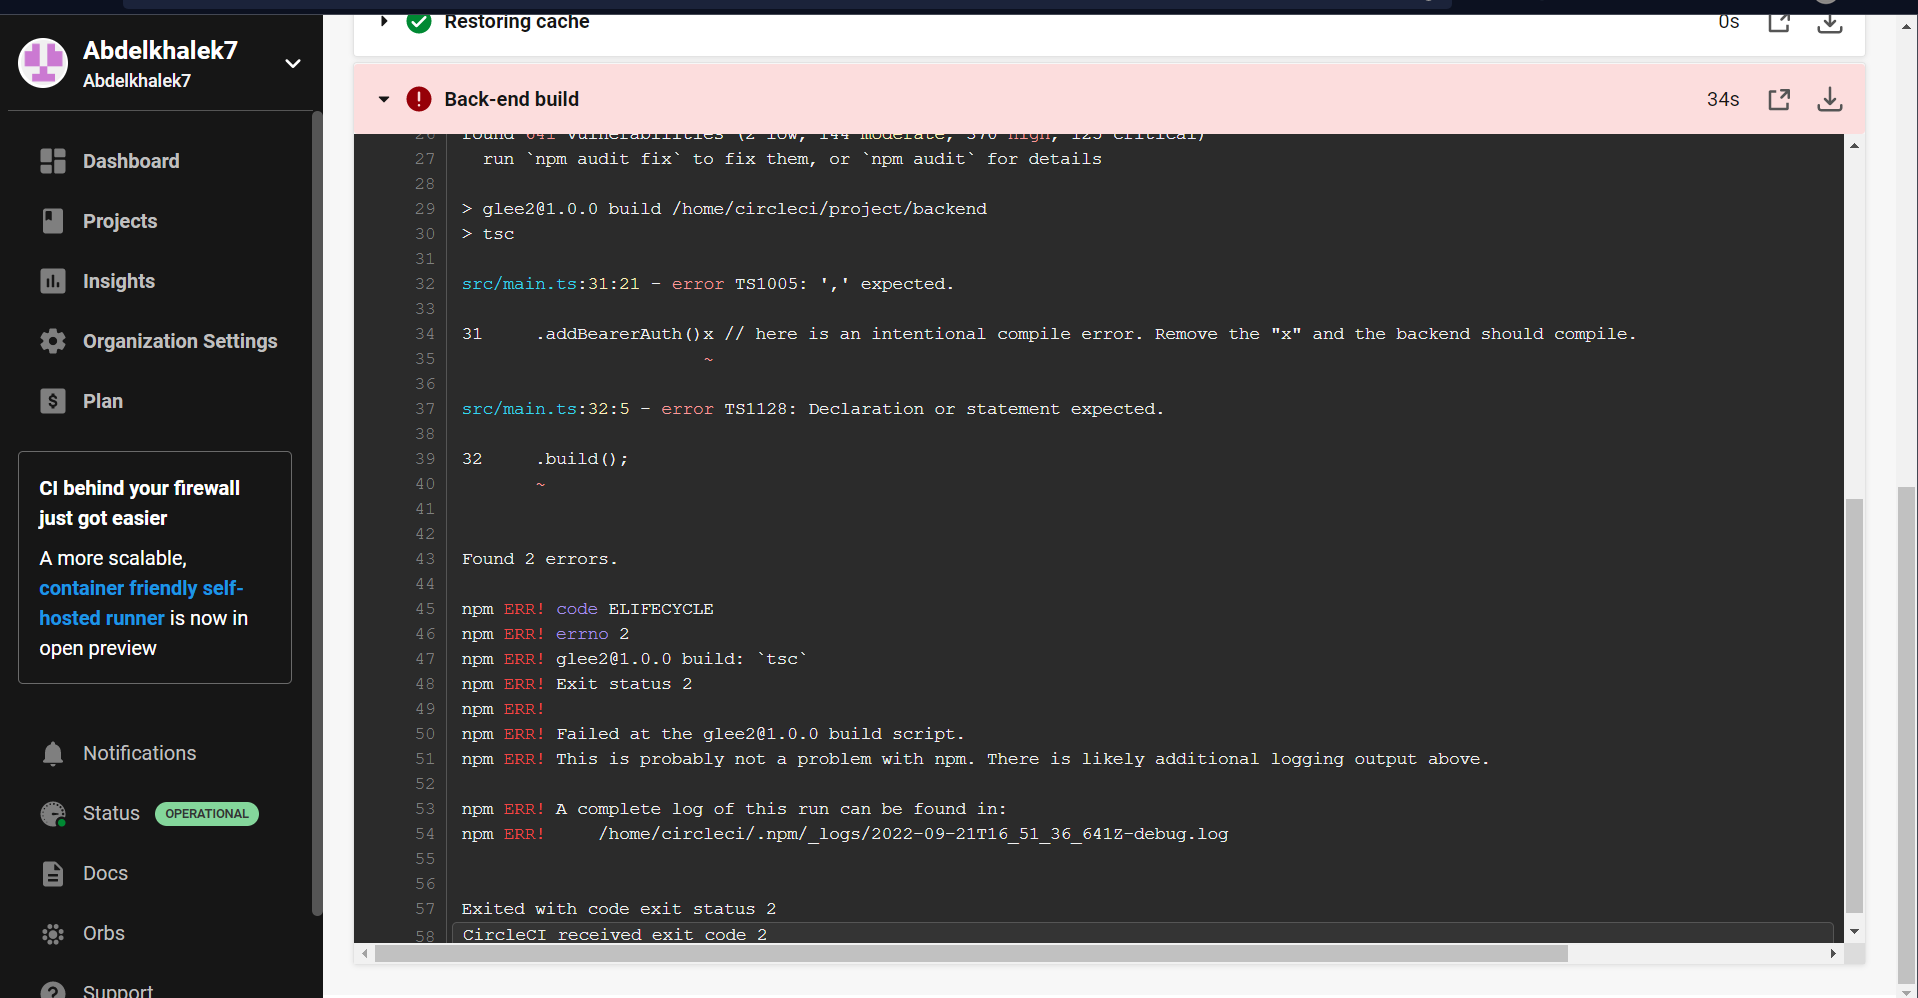 Abdelkhalek7
Abdelkhalek7
Dashboard
Projects
Insights
Organization Settings
Plan
CI behind your firewall
just got easier
A more scalable,
container friendly self-
hosted runner is now in
open preview
Notifications
Status OPERATIONAL
Docs
Orbs
Support
Restoring cache 0s
Back-end build 34s
26 found 641 vulnerabilities (2 low, 144 moderate, 370 high, 125 critical)
27 run `npm audit fix` to fix them, or `npm audit` for details
28
29 > glee2@1.0.0 build /home/circleci/project/backend
30 > tsc
31
32 src/main.ts:31:21 - error TS1005: ',' expected.
33
34 31 .addBearerAuth()x // here is an intentional compile error. Remove the "x" and the backend should compile.
35 ~
36
37 src/main.ts:32:5 - error TS1128: Declaration or statement expected.
38
39 32 .build();
40 ~
41
42
43 Found 2 errors.
44
45 npm ERR! code ELIFECYCLE
46 npm ERR! errno 2
47 npm ERR! glee2@1.0.0 build: `tsc`
48 npm ERR! Exit status 2
49 npm ERR!
50 npm ERR! Failed at the glee2@1.0.0 build script.
51 npm ERR! This is probably not a problem with npm. There is likely additional logging output above.
52
53 npm ERR! A complete log of this run can be found in:
54 npm ERR! /home/circleci/.npm/_logs/2022-09-21T16_51_36_641Z-debug.log
55
56
57 Exited with code exit status 2
58 CircleCI received exit code 2